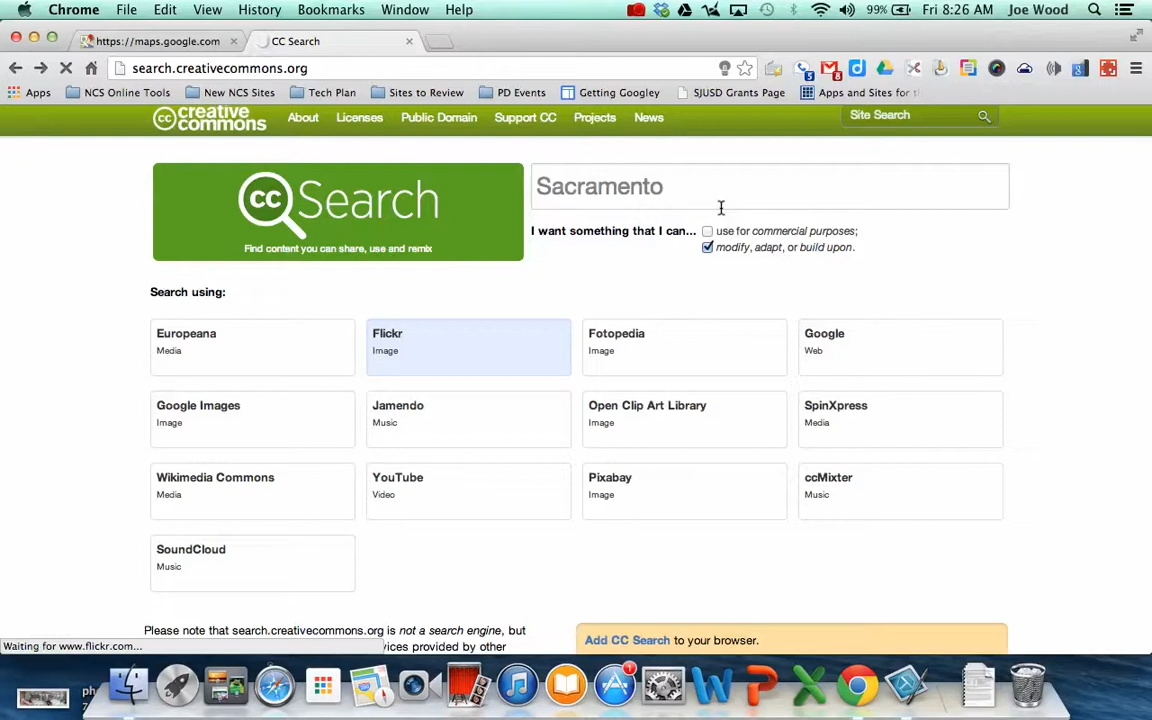 Chrome File Edit View History Bookmarks Window Help 99% Fri 8:26 AM Joe Wood
https://maps.google.com CC Search
search.creativecommons.org
Apps NCS Online Tools New NCS Sites Tech Plan Sites to Review PD Events Getting Googley SJUSD Grants Page Apps and Sites for
cc creative commons About Licenses Public Domain Support CC Projects News Site Search
cc Search
Find content you can share, use and remix
Sacramento
I want something that I can... use for commercial purposes;
modify, adapt, or build upon.
Search using:
Europeana Flickr Fotopedia Google
Media Image Image Web
Google Images Jamendo Open Clip Art Library SpinXpress
Image Music Image Media
Wikimedia Commons YouTube Pixabay ccMixter
Media Video Image Music
SoundCloud
Music
Please note that search.creativecommons.org is not a search engine, but
Add CC Search to your browser.
Waiting for www.flickr.com... vices provided by other
ph